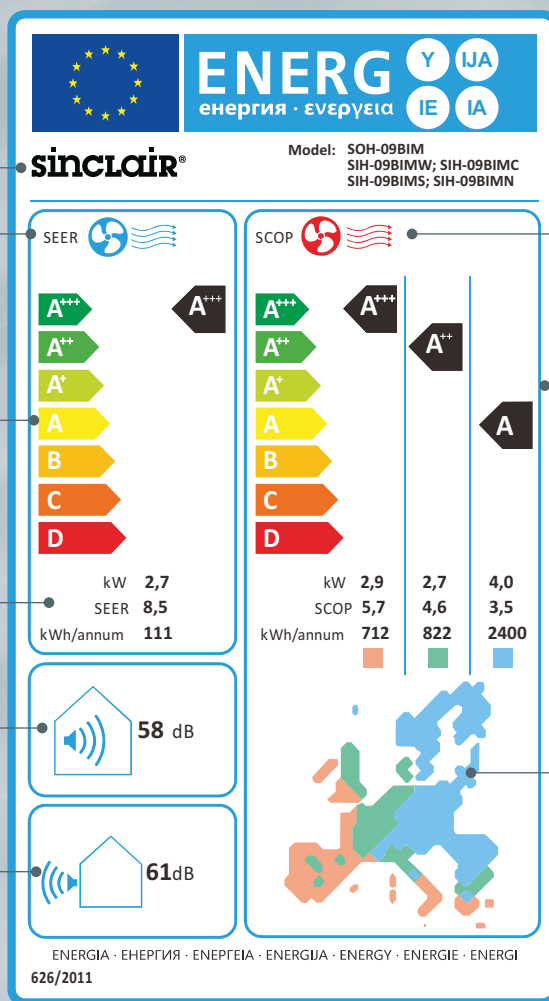 ENERG
Y IJA
енергия · ενεργεια
IE IA
sinclair®
Model: SOH-09BIM
SIH-09BIMW; SIH-09BIMC
SIH-09BIMS; SIH-09BIMN
SEER
A+++
A+++
A++
A+
A
B
C
D
kW 2,7
SEER 8,5
kWh/annum 111
SCOP
A+++
A+++
A++
A++
A+
A
A
B
C
D
kW 2,9 2,7 4,0
SCOP 5,7 4,6 3,5
kWh/annum 712 822 2400
58 dB
61dB
ENERGIA · ЕНЕРГИЯ · ΕΝΕΡΓΕΙΑ · ENERGIJA · ENERGY · ENERGIE · ENERGI
626/2011